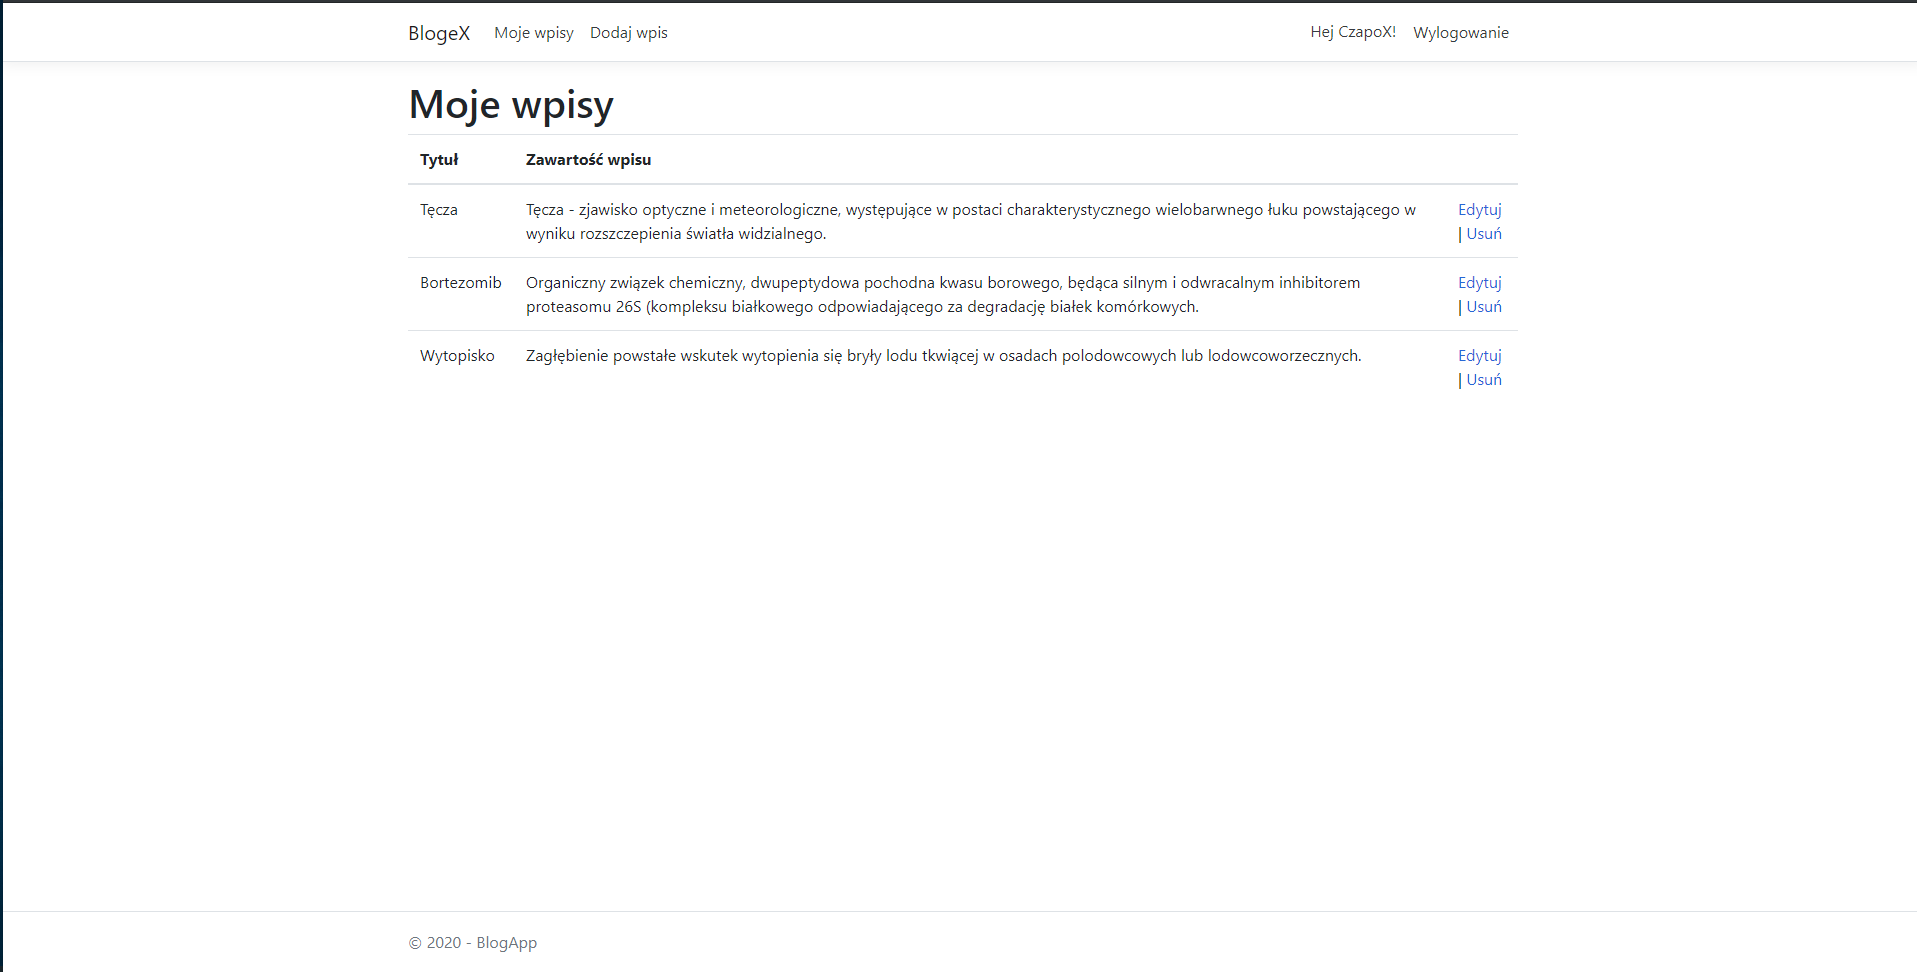 BlogeX Moje wpisy Dodaj wpis Hej CzapoX! Wylogowanie
Moje wpisy
Tytuł Zawartość wpisu
Tęcza Tęcza - zjawisko optyczne i meteorologiczne, występujące w postaci charakterystycznego wielobarwnego łuku powstającego w Edytuj
wyniku rozszczepienia światła widzialnego. | Usuń
Bortezomib Organiczny związek chemiczny, dwupeptydowa pochodna kwasu borowego, będąca silnym i odwracalnym inhibitorem Edytuj
proteasomu 26S (kompleksu białkowego odpowiadającego za degradację białek komórkowych. | Usuń
Wytopisko Zagłębienie powstałe wskutek wytopienia się bryły lodu tkwiącej w osadach polodowcowych lub lodowcoworzecznych. Edytuj
| Usuń
© 2020 - BlogApp